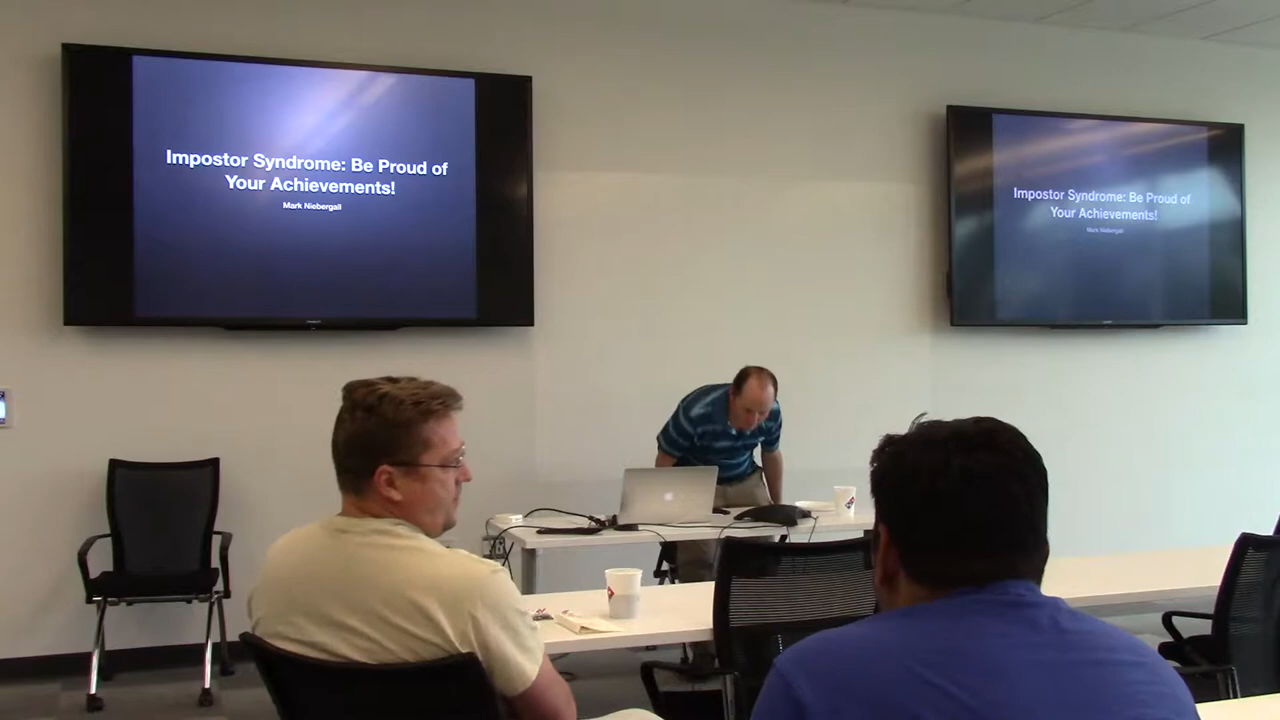 Impostor Syndrome: Be Proud of
Your Achievements!
Mark Niebergall
Impostor Syndrome: Be Proud of
Your Achievements!
Mark Niebergall